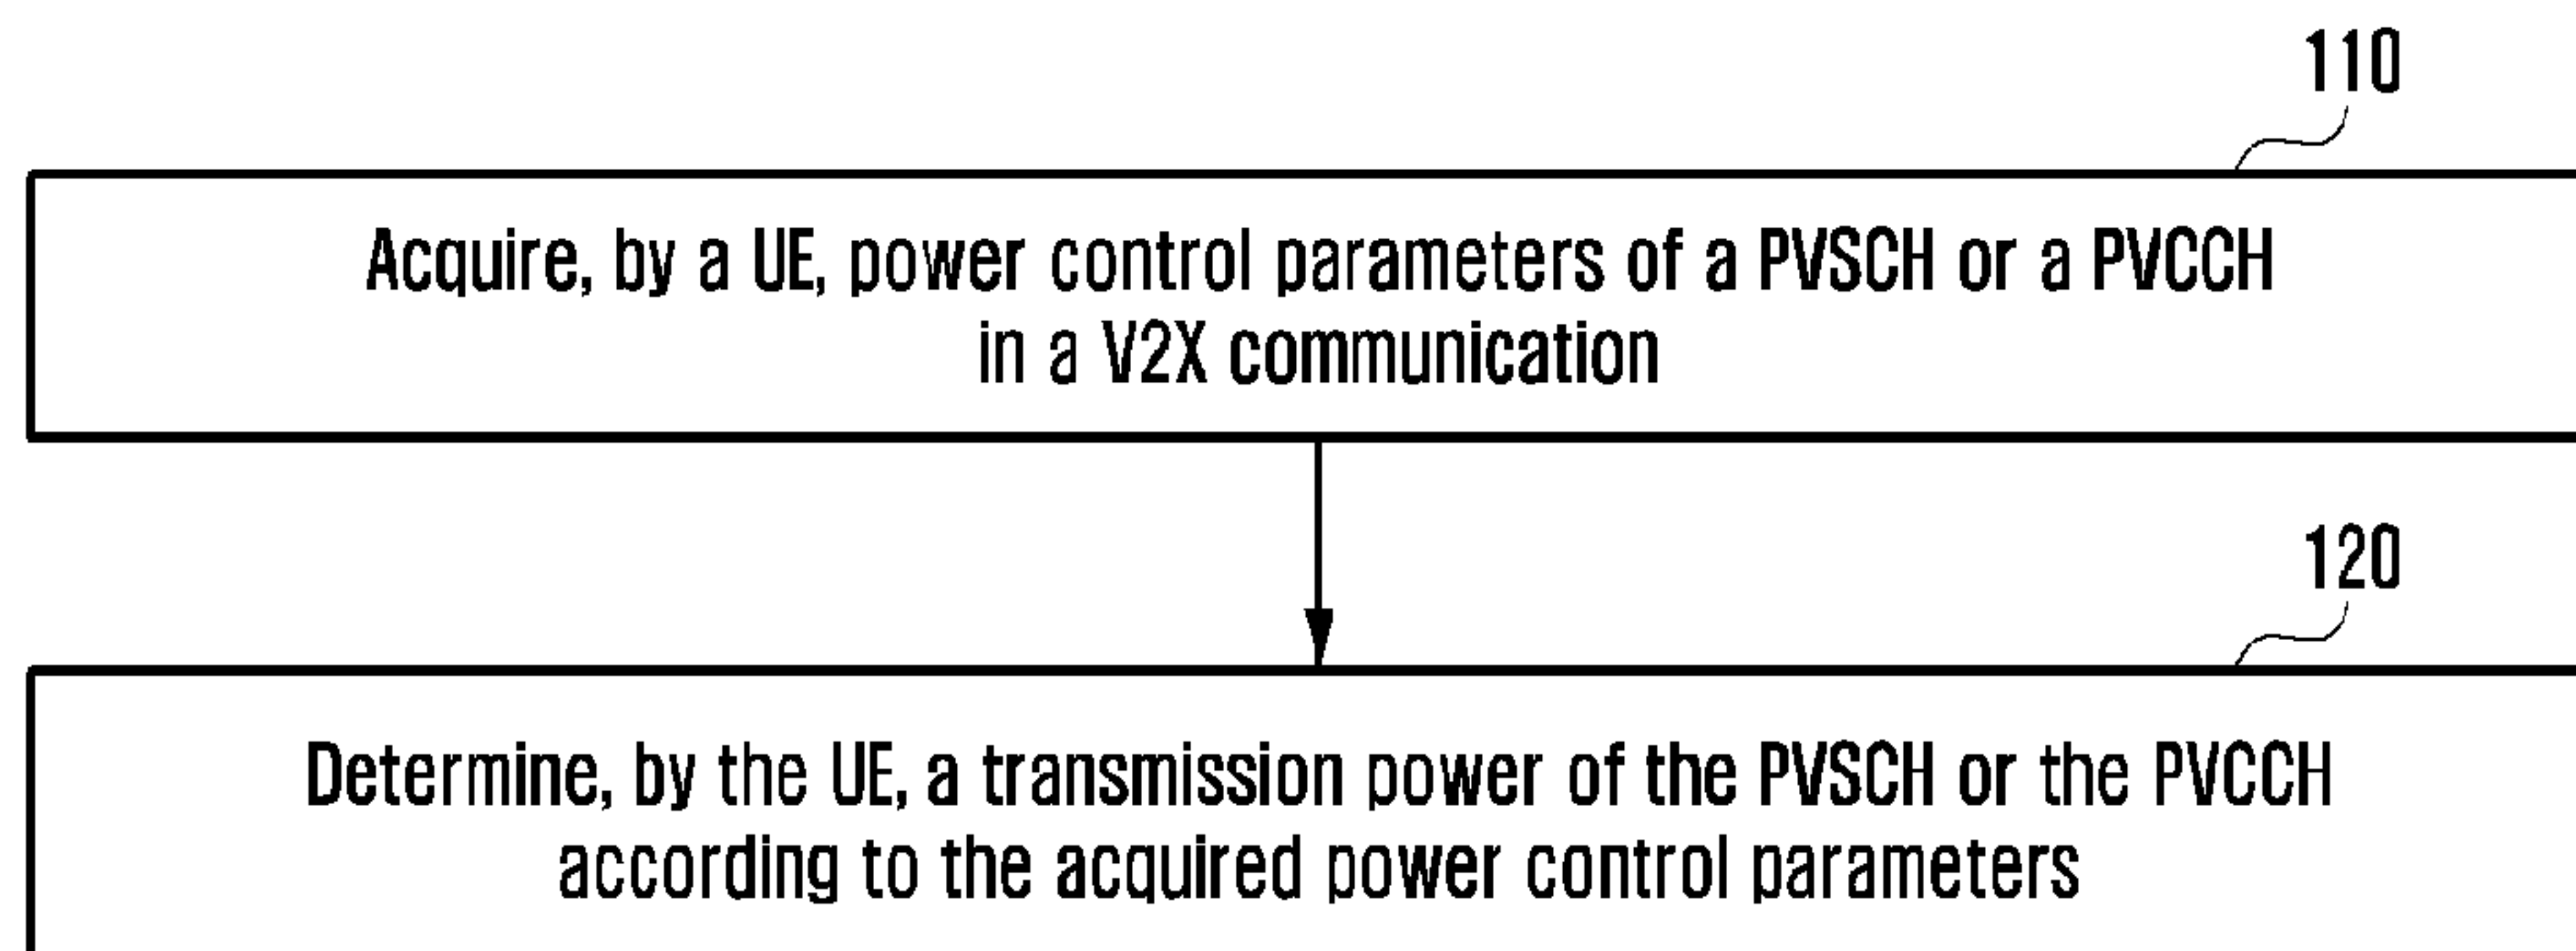 110
Acquire, by a UE, power control parameters of a PVSCH or a PVCCH
in a V2X communication
120
Determine, by the UE, a transmission power of the PVSCH or the PVCCH
according to the acquired power control parameters